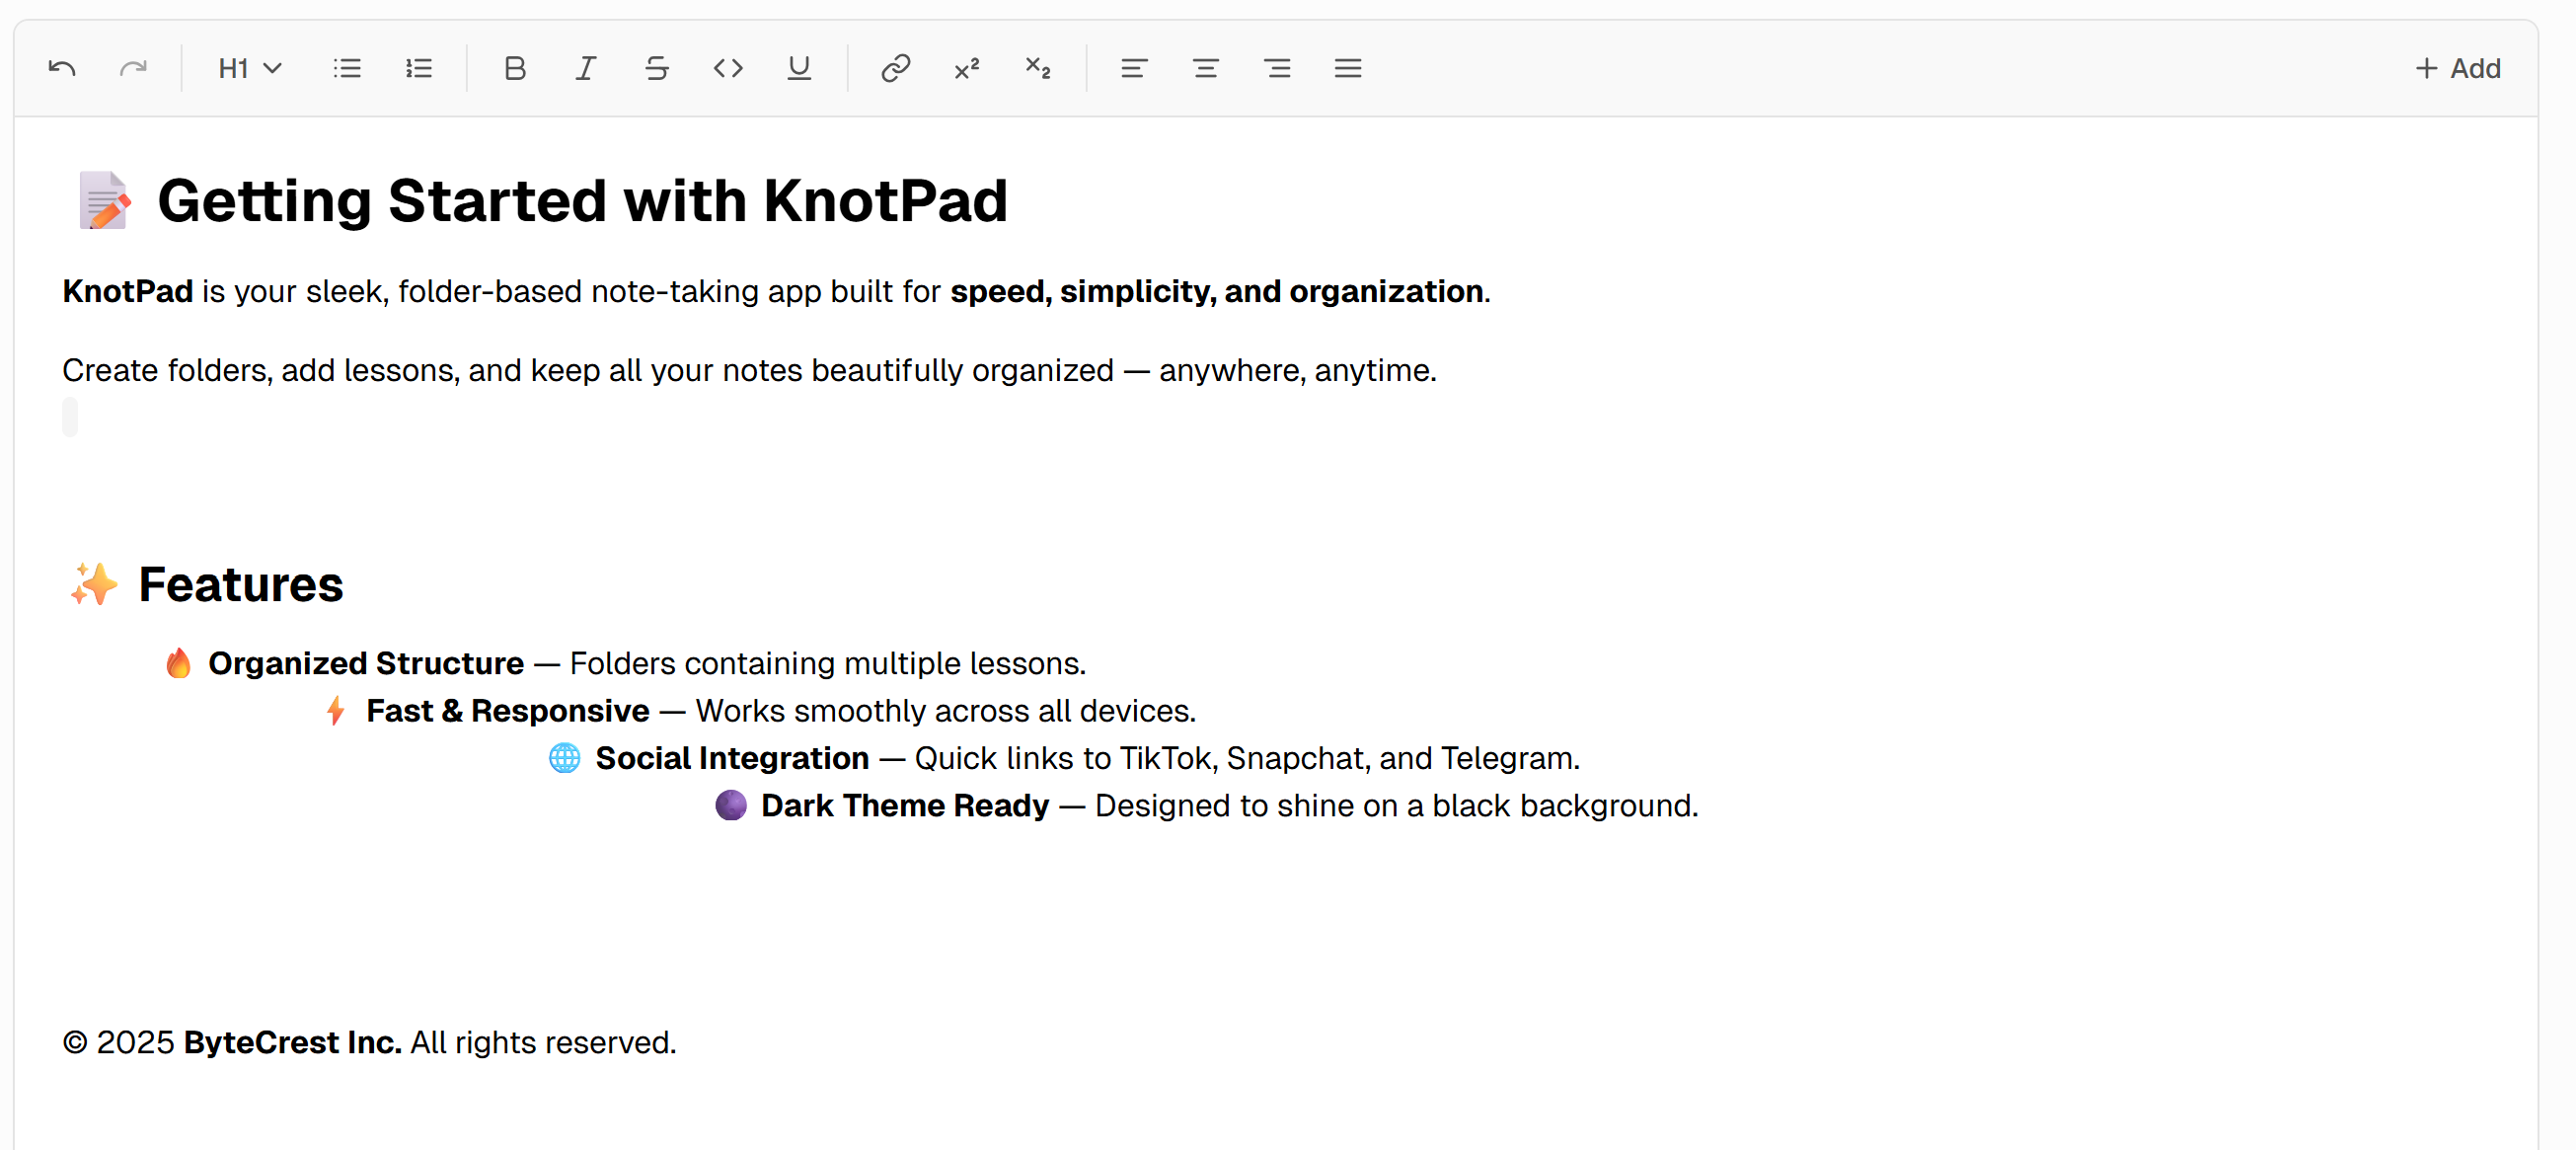 H1
+ Add
📝 Getting Started with KnotPad
KnotPad is your sleek, folder-based note-taking app built for speed, simplicity, and organization.
Create folders, add lessons, and keep all your notes beautifully organized — anywhere, anytime.
✨ Features
🔥 Organized Structure — Folders containing multiple lessons.
⚡ Fast & Responsive — Works smoothly across all devices.
🌐 Social Integration — Quick links to TikTok, Snapchat, and Telegram.
🌑 Dark Theme Ready — Designed to shine on a black background.
© 2025 ByteCrest Inc. All rights reserved.